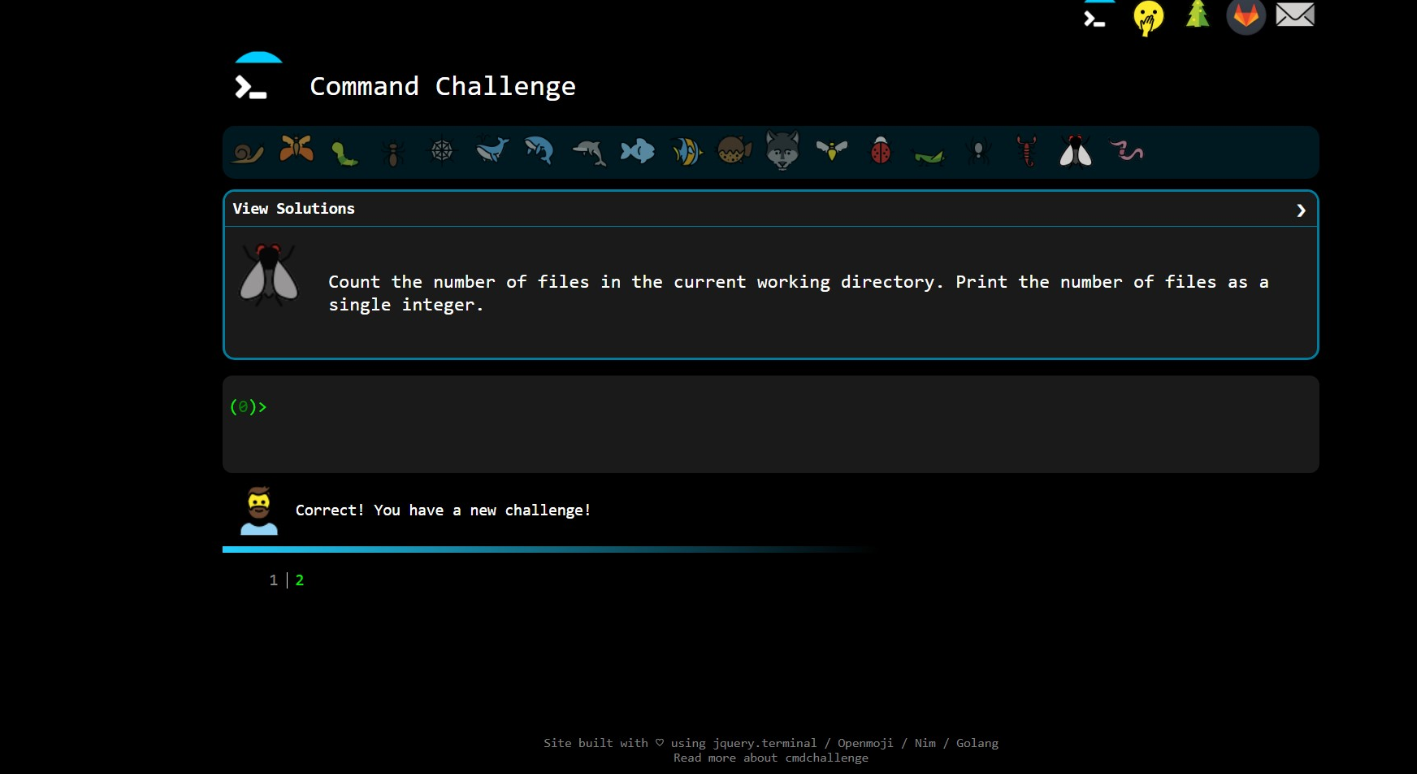 Command Challenge
View Solutions
Count the number of files in the current working directory. Print the number of files as a
single integer.
(0)>
Correct! You have a new challenge!
1 | 2
Site built with ♡ using jquery.terminal / Openmoji / Nim / Golang
Read more about cmdchallenge